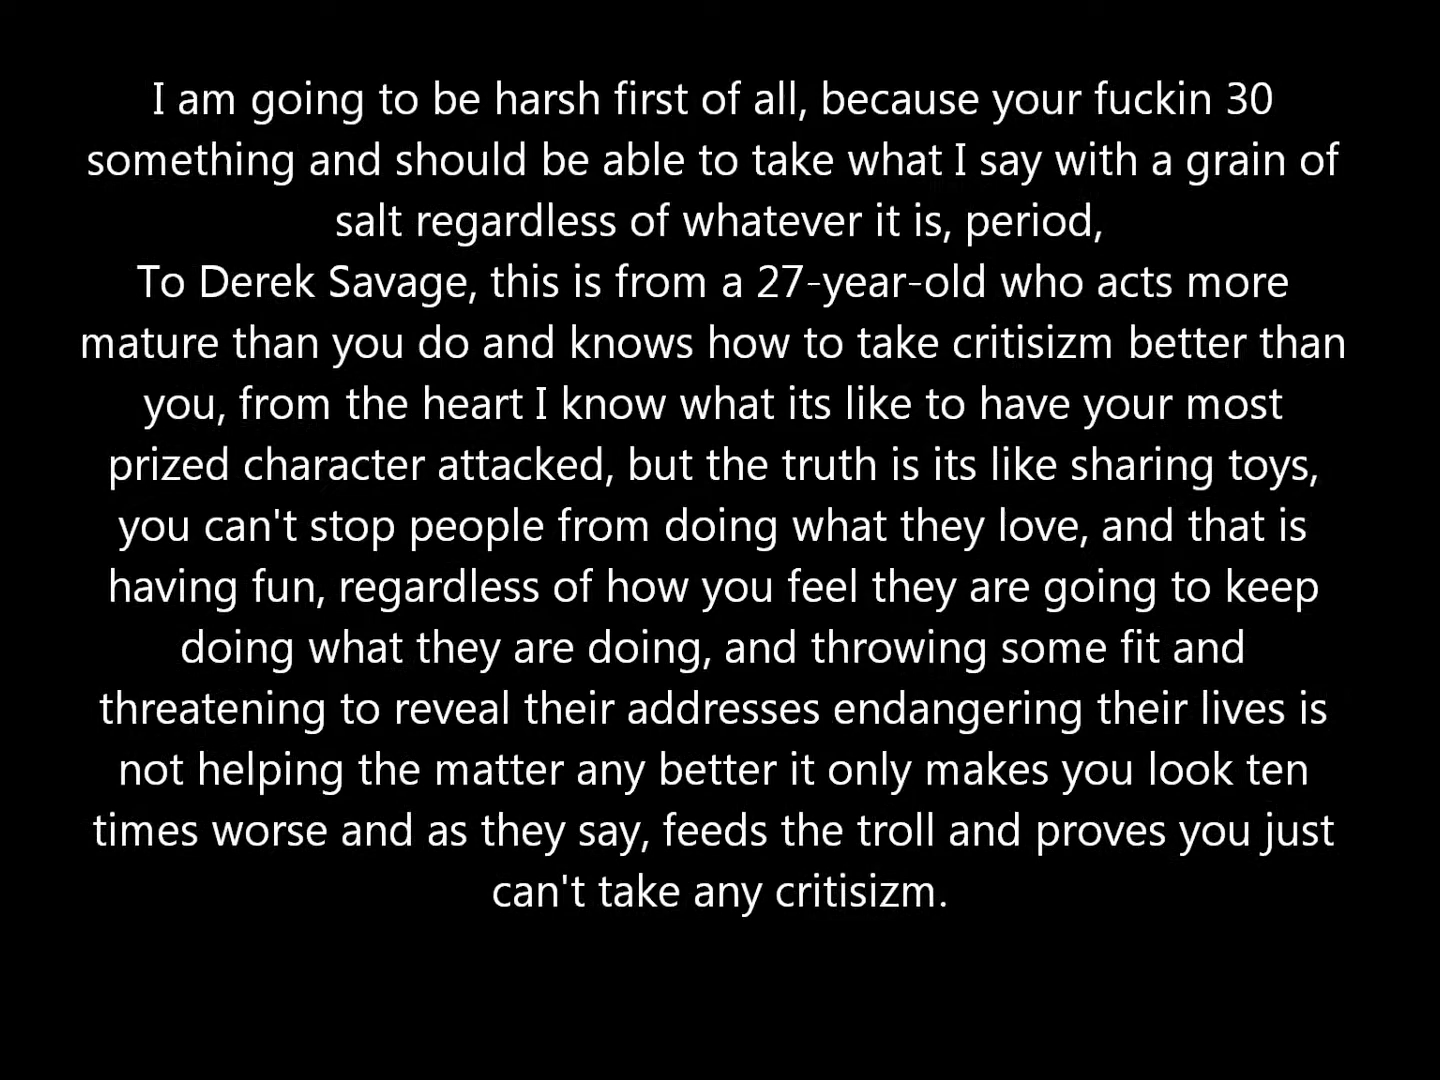 I am going to be harsh first of all, because your fuckin 30
something and should be able to take what I say with a grain of
salt regardless of whatever it is, period,
To Derek Savage, this is from a 27-year-old who acts more
mature than you do and knows how to take critisizm better than
you, from the heart I know what its like to have your most
prized character attacked, but the truth is its like sharing toys,
you can't stop people from doing what they love, and that is
having fun, regardless of how you feel they are going to keep
doing what they are doing, and throwing some fit and
threatening to reveal their addresses endangering their lives is
not helping the matter any better it only makes you look ten
times worse and as they say, feeds the troll and proves you just
can't take any critisizm.